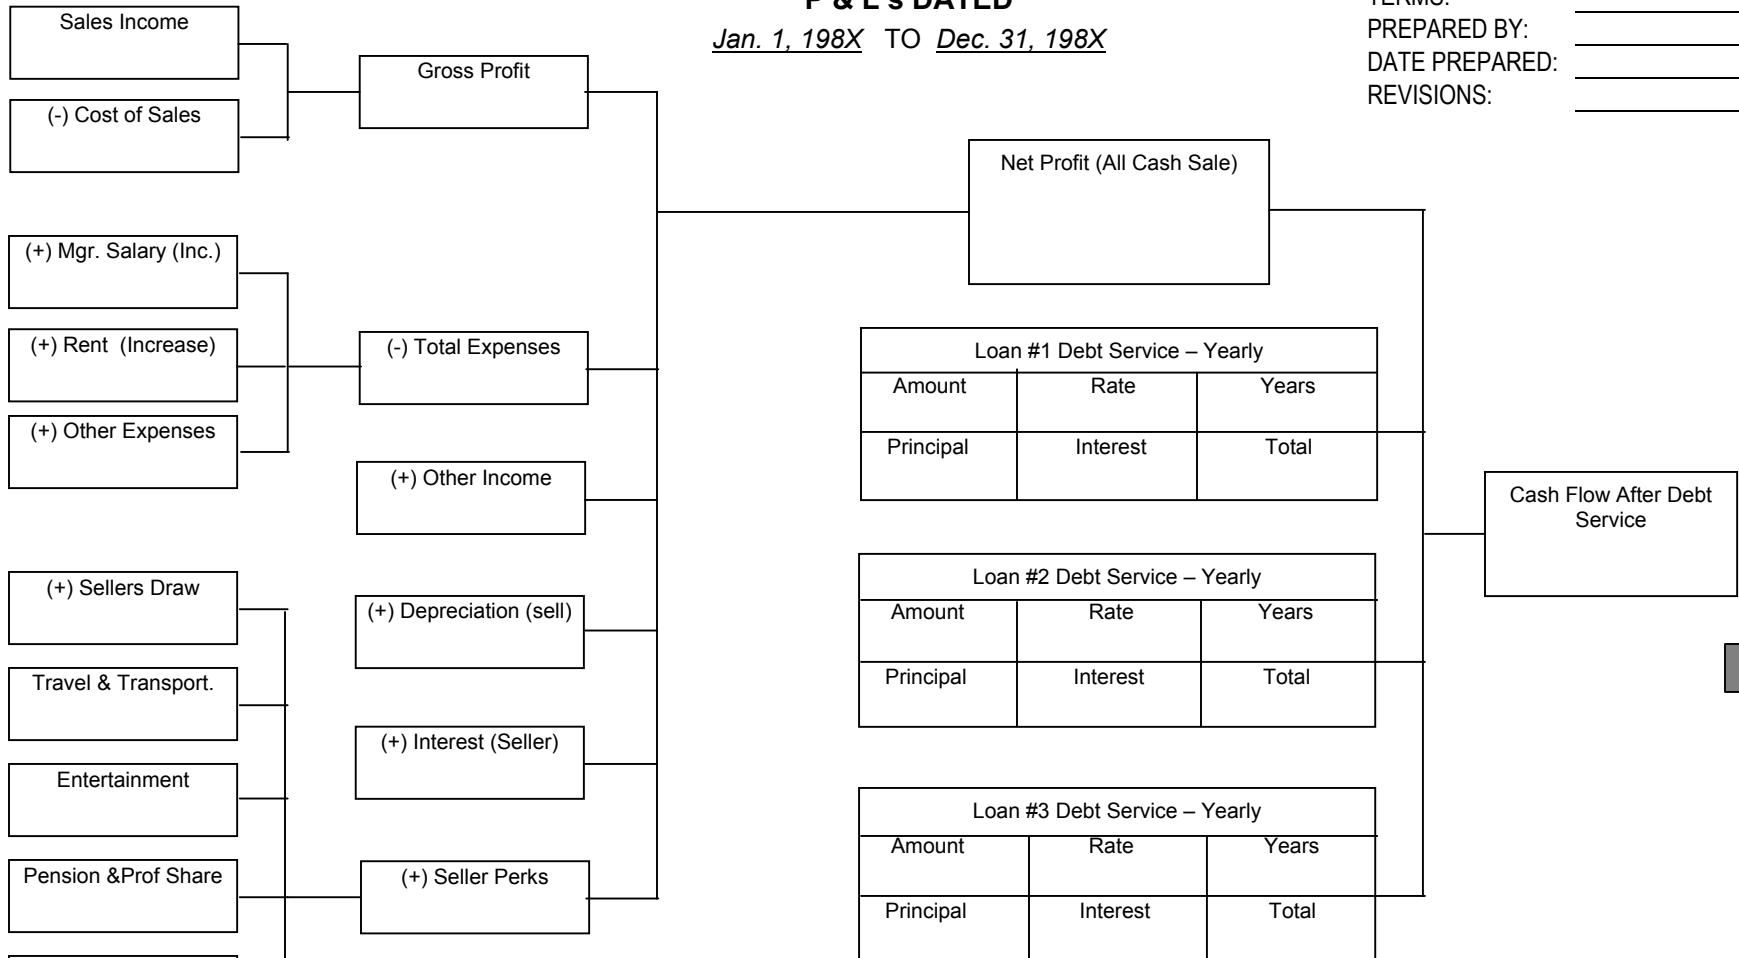 P & L's DATED
Jan. 1, 198X TO Dec. 31, 198X
TERMS:
PREPARED BY:
DATE PREPARED:
REVISIONS:
Sales Income
(-) Cost of Sales
Gross Profit
Net Profit (All Cash Sale)
(+) Mgr. Salary (Inc.)
(+) Rent (Increase)
(+) Other Expenses
(-) Total Expenses
(+) Other Income
(+) Sellers Draw
Travel & Transport.
Entertainment
Pension &Prof Share
(+) Depreciation (sell)
(+) Interest (Seller)
(+) Seller Perks
Loan #1 Debt Service – Yearly
Amount Rate Years
Principal Interest Total
Loan #2 Debt Service – Yearly
Amount Rate Years
Principal Interest Total
Loan #3 Debt Service – Yearly
Amount Rate Years
Principal Interest Total
Cash Flow After Debt
Service